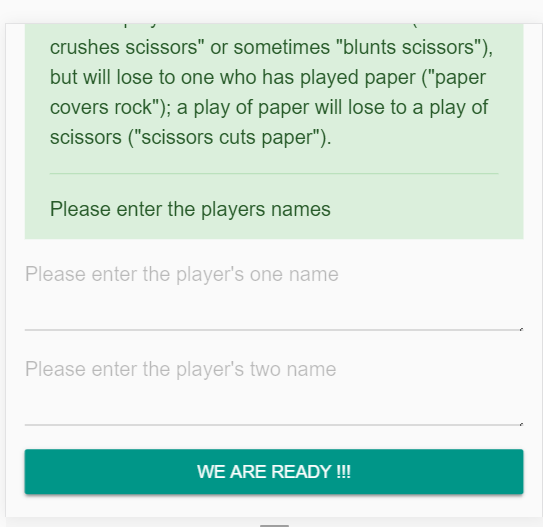 crushes scissors" or sometimes "blunts scissors"),
but will lose to one who has played paper ("paper
covers rock"); a play of paper will lose to a play of
scissors ("scissors cuts paper").
Please enter the players names
Please enter the player's one name
Please enter the player's two name
WE ARE READY !!!